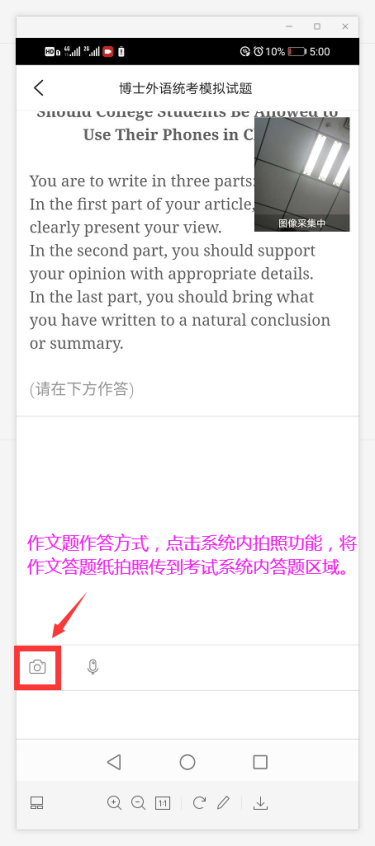 HD 4G 2G 10% 5:00
博士外语统考模拟试题
Should College Students Be Allowed to
Use Their Phones in C
You are to write in three parts
In the first part of your article,
clearly present your view.
In the second part, you should support
your opinion with appropriate details.
In the last part, you should bring what
you have written to a natural conclusion
or summary.
图像采集中
(请在下方作答)
作文题作答方式，点击系统内拍照功能，将
作文答题纸拍照传到考试系统内答题区域。
1:1